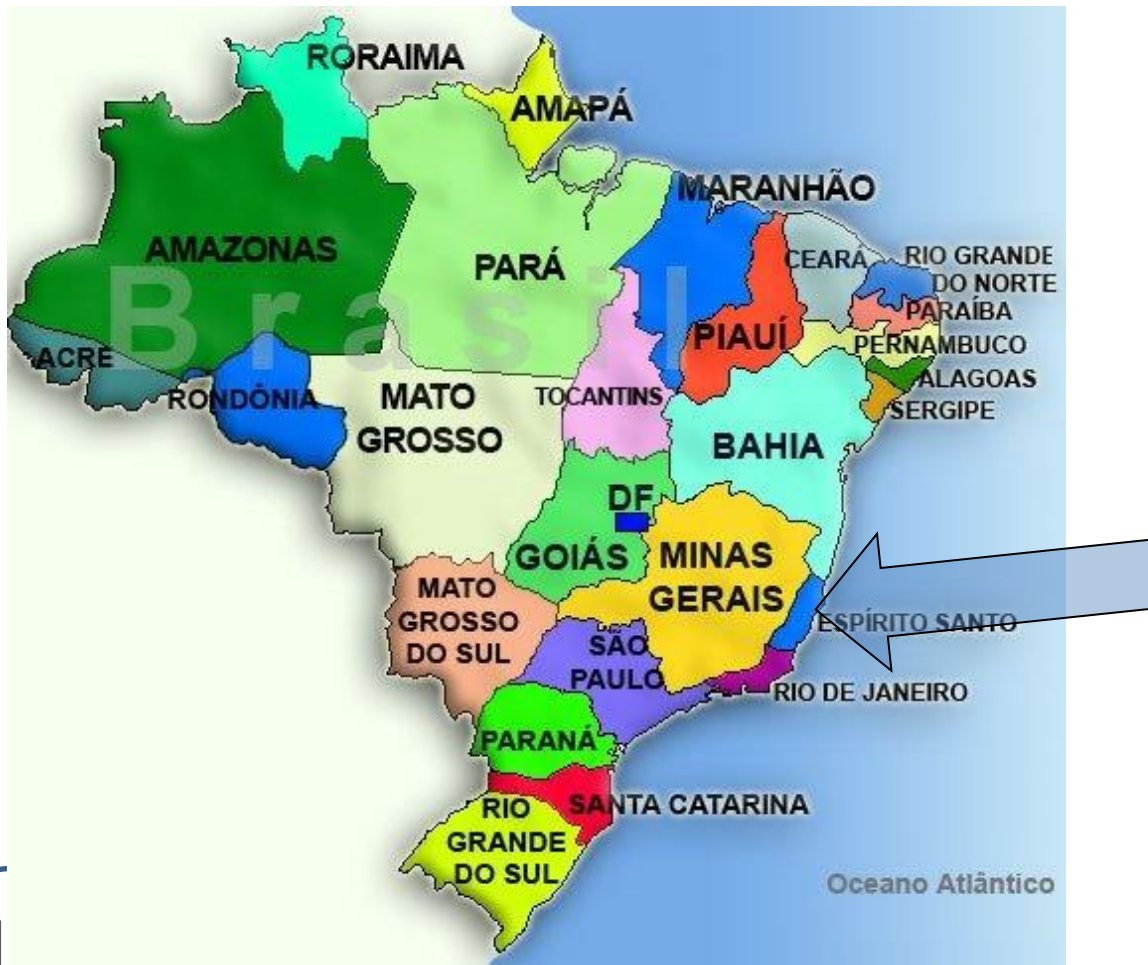 RORAIMA
AMAPÁ
MARANHÃO
AMAZONAS
PARÁ
CEARÁ
RIO GRANDE
DO NORTE
Brasil
PARAÍBA
PIAUÍ
PERNAMBUCO
ACRE
RONDÔNIA
MATO
GROSSO
TOCANTINS
ALAGOAS
SERGIPE
BAHIA
DF
GOIÁS
MINAS
GERAIS
MATO
GROSSO
DO SUL
ESPÍRITO SANTO
SÃO
PAULO
RIO DE JANEIRO
PARANÁ
SANTA CATARINA
RIO
GRANDE
DO SUL
Oceano Atlântico